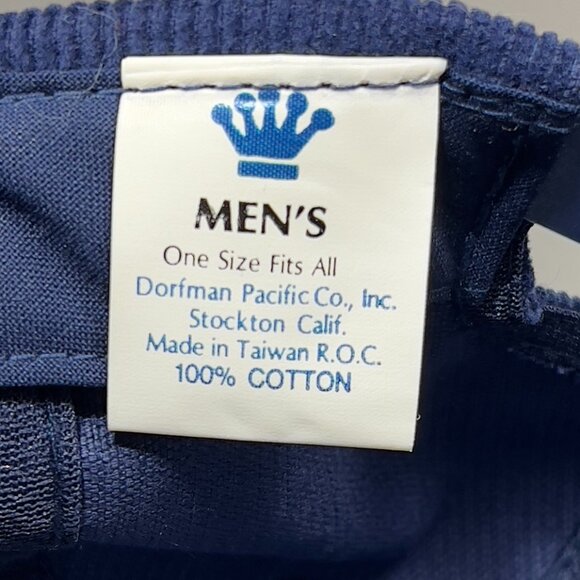 MEN'S
One Size Fits All
Dorfman Pacific Co., Inc.
Stockton Calif.
Made in Taiwan R.O.C.
100% COTTON